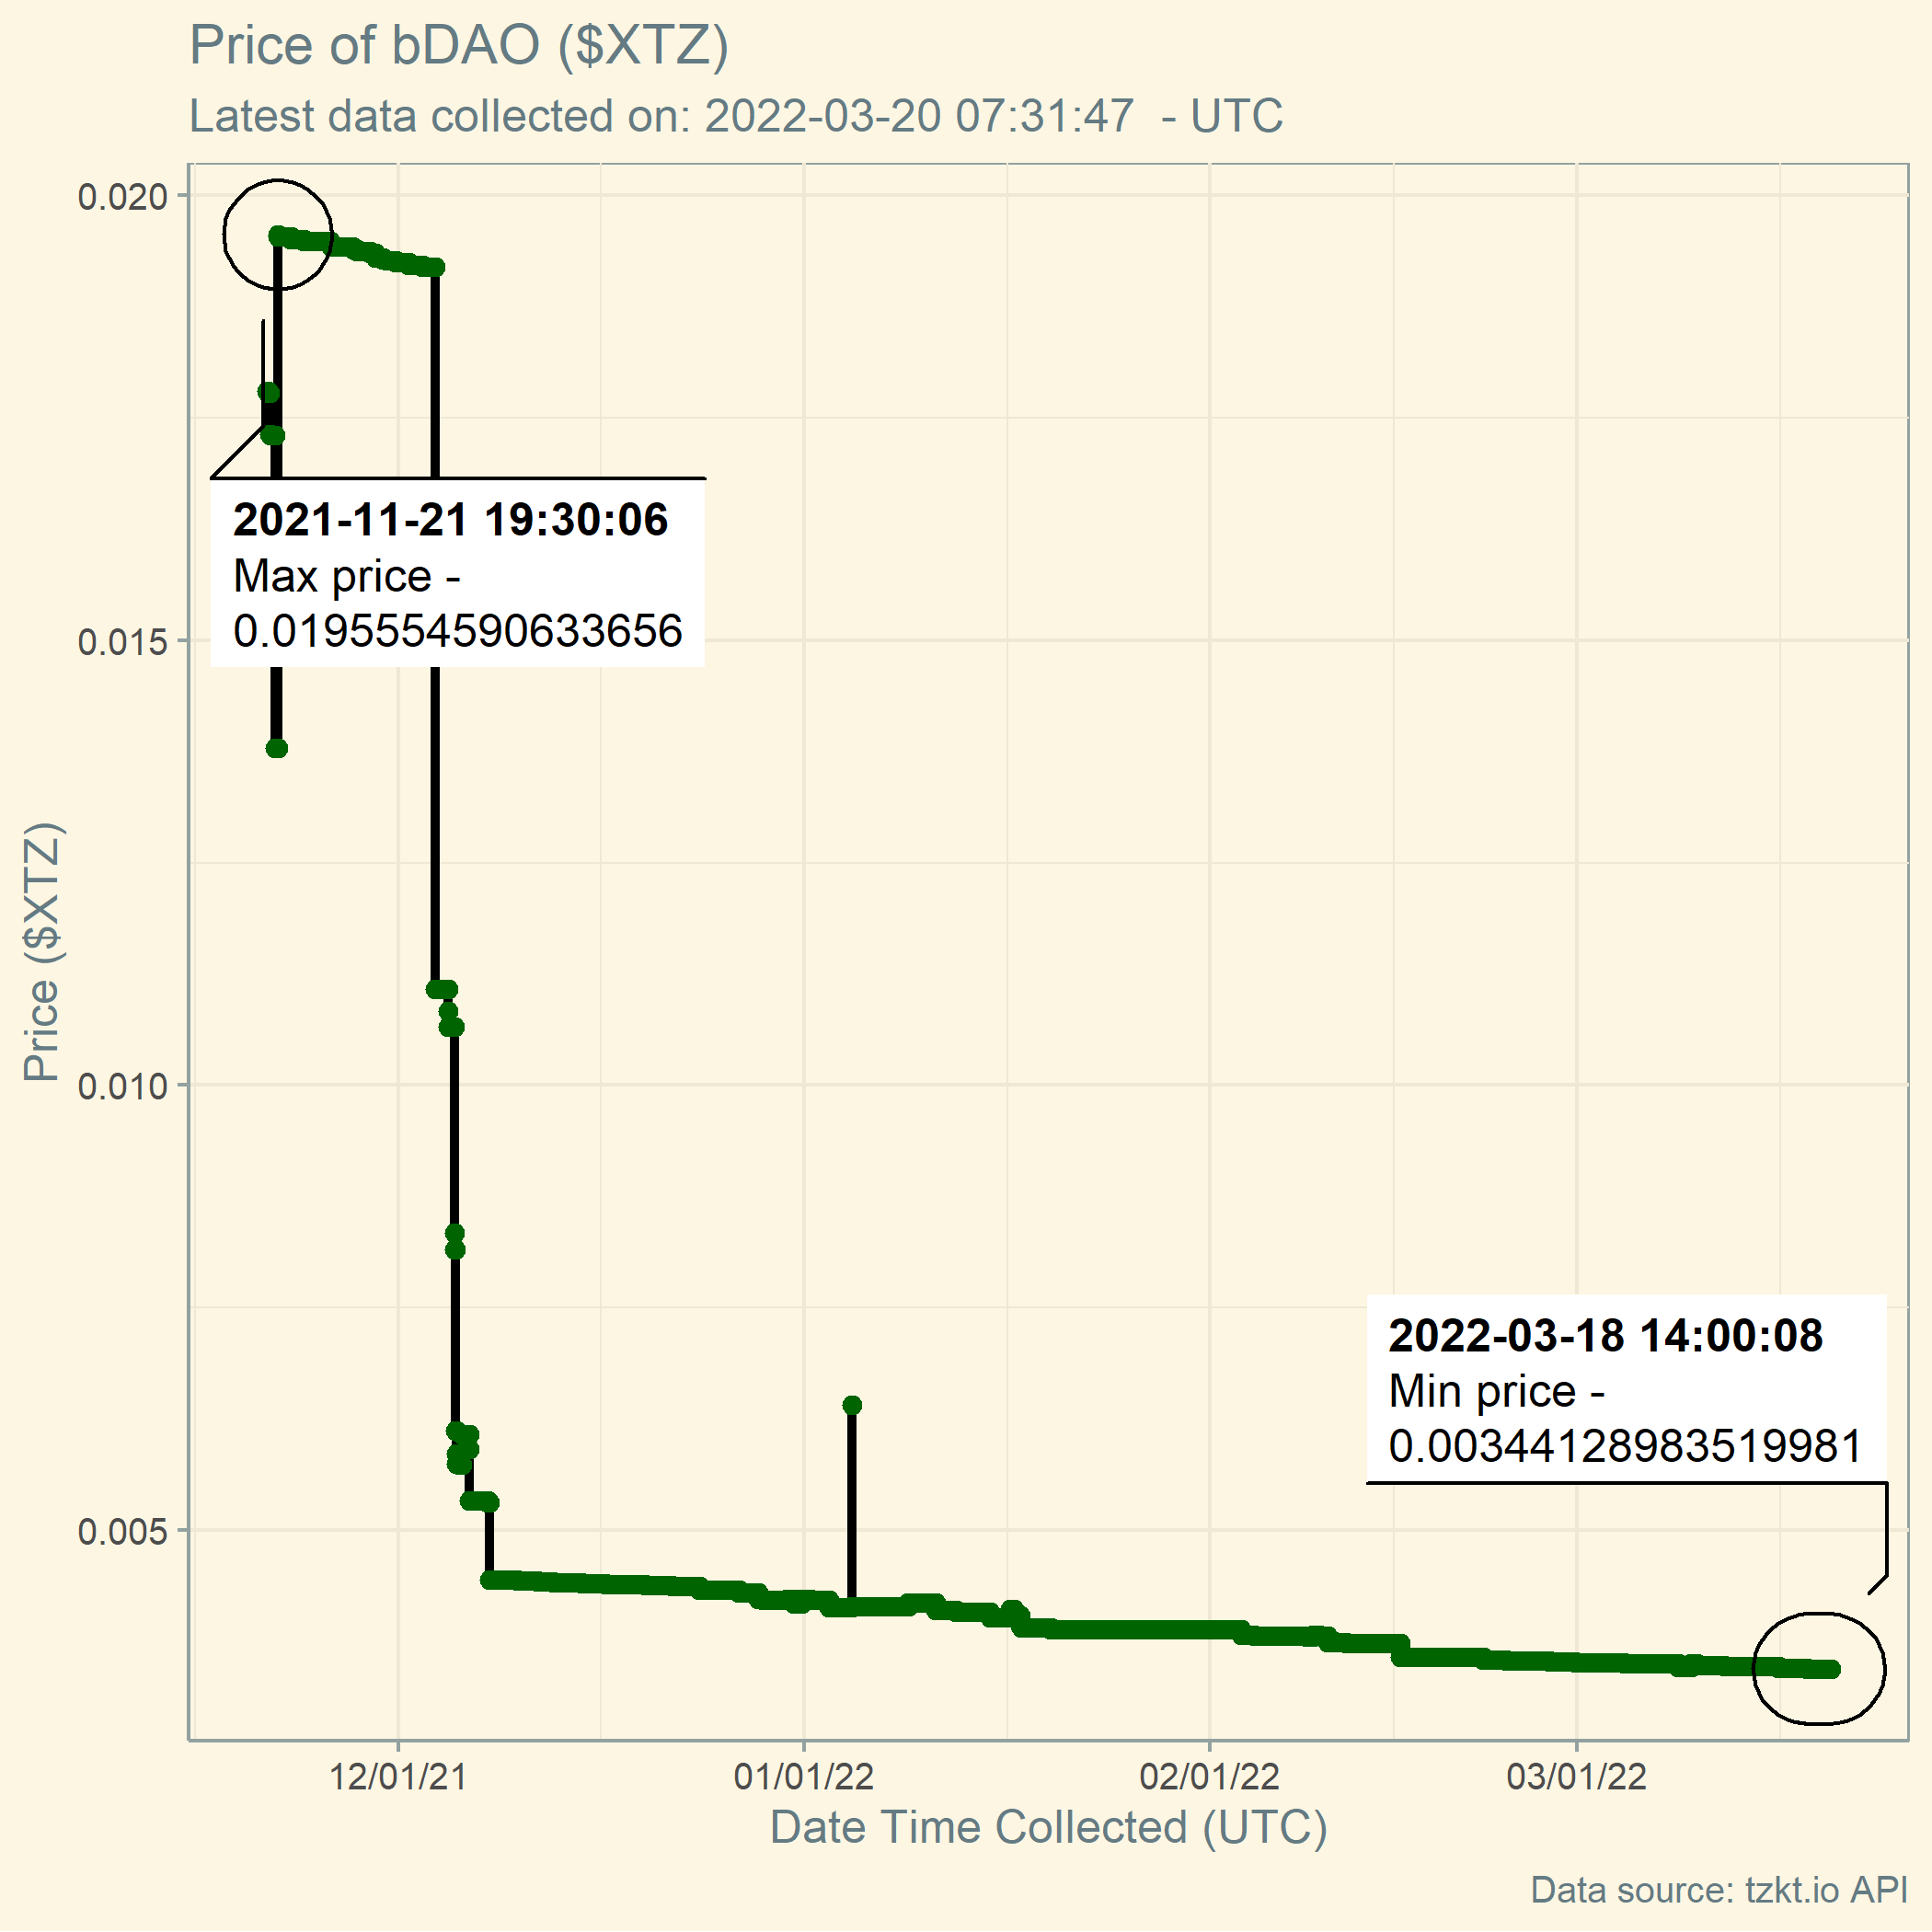 Price of bDAO ($XTZ)
Latest data collected on: 2022-03-20 07:31:47  - UTC
0.020
2021-11-21 19:30:06
Max price -
0.0195554590633656
0.015
Price ($XTZ)
0.010
2022-03-18 14:00:08
Min price -
0.00344128983519981
0.005
12/01/21
01/01/22
02/01/22
03/01/22
Date Time Collected (UTC)
Data source: tzkt.io API